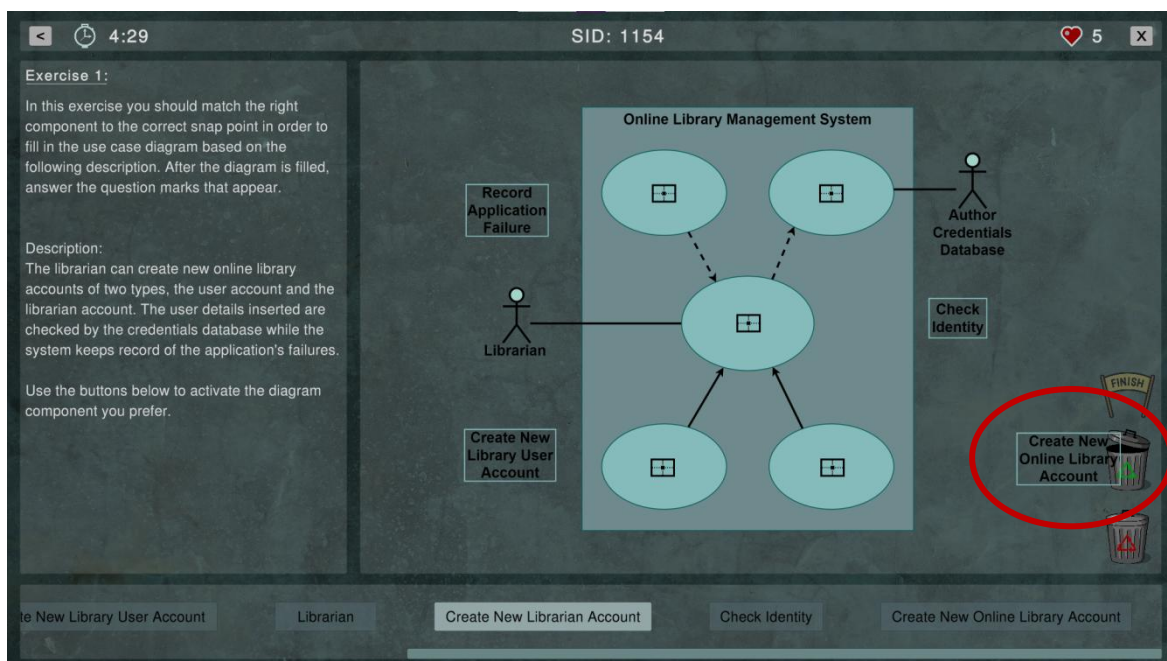 4:29
SID: 1154
5
X
Exercise 1:
In this exercise you should match the right
component to the correct snap point in order to
fill in the use case diagram based on the
following description. After the diagram is filled,
answer the question marks that appear.
Description:
The librarian can create new online library
accounts of two types, the user account and the
librarian account. The user details inserted are
checked by the credentials database while the
system keeps record of the application's failures.
Use the buttons below to activate the diagram
component you prefer.
Online Library Management System
Record
Application
Failure
Author
Credentials
Database
Librarian
Check
Identity
FINISH
Create New
Library User
Account
Create New
Online Library
Account
te New Library User Account
Librarian
Create New Librarian Account
Check Identity
Create New Online Library Account